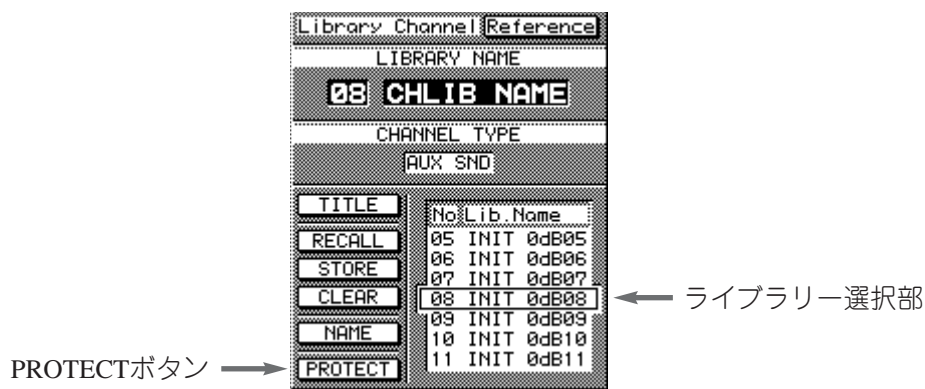 Library Channel Reference
LIBRARY NAME
08 CHLIB NAME
CHANNEL TYPE
AUX SND
TITLE
RECALL
STORE
CLEAR
NAME
PROTECT
No Lib.Name
05 INIT 0dB05
06 INIT 0dB06
07 INIT 0dB07
08 INIT 0dB08
09 INIT 0dB09
10 INIT 0dB10
11 INIT 0dB11
ライブラリー選択部
PROTECTボタン